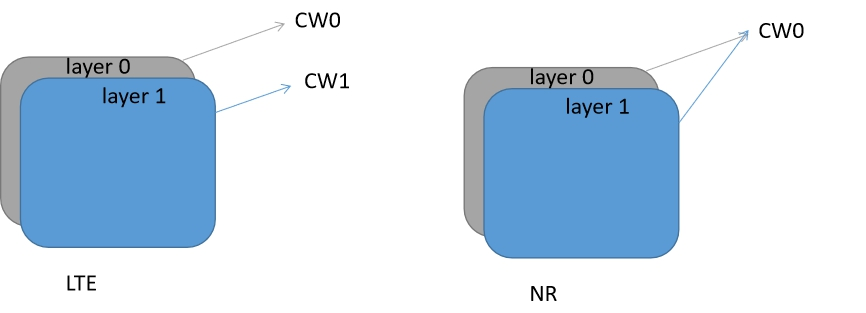 CW0
layer 0
CW1
layer 1
LTE
CW0
layer 0
layer 1
NR